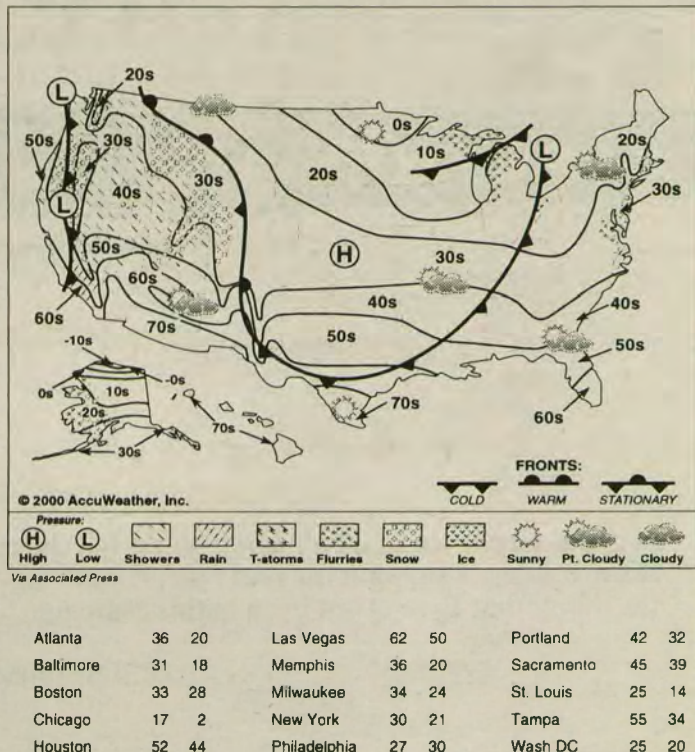 20s
0s
20s
50s
30s
10s
L
L
L
40s
30s
20s
30s
H
50s
30s
60s
40s
40s
60s
70s
50s
50s
-10s
0s
-0s
10s
20s
70s
70s
60s
30s
FRONTS:
© 2000 AccuWeather, Inc.
COLD WARM STATIONARY
Pressure:
H L
High Low Showers Rain T-storms Flurries Snow Ice Sunny Pt. Cloudy Cloudy
Via Associated Press
Atlanta 36 20 Las Vegas 62 50 Portland 42 32
Baltimore 31 18 Memphis 36 20 Sacramento 45 39
Boston 33 28 Milwaukee 34 24 St. Louis 25 14
Chicago 17 2 New York 30 21 Tampa 55 34
Houston 52 44 Philadelphia 27 30 Wash DC 25 20